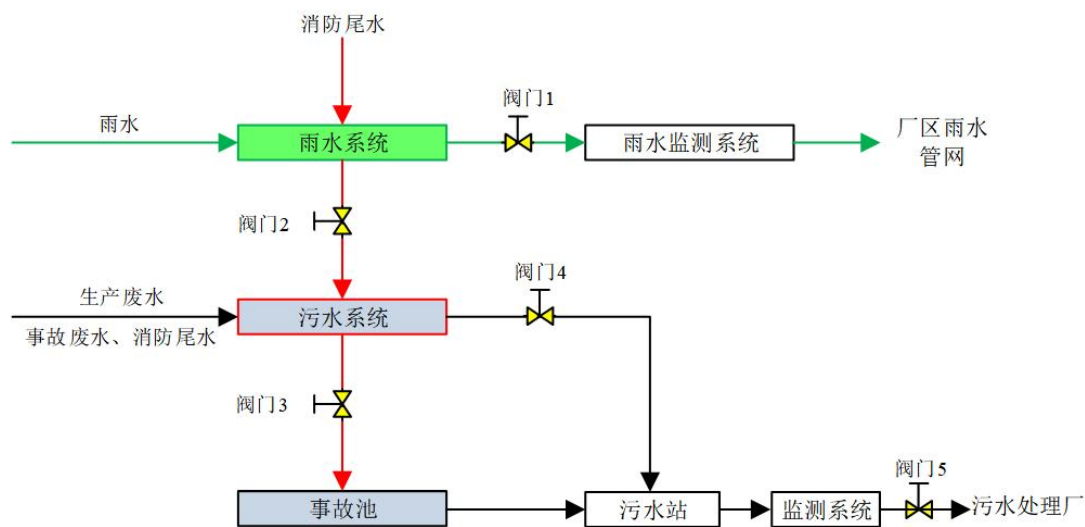 消防尾水
阀门1
雨水
雨水系统
雨水监测系统
厂区雨水
管网
阀门2
阀门4
生产废水
污水系统
事故废水、消防尾水
阀门3
阀门5
事故池
污水站
监测系统
污水处理厂